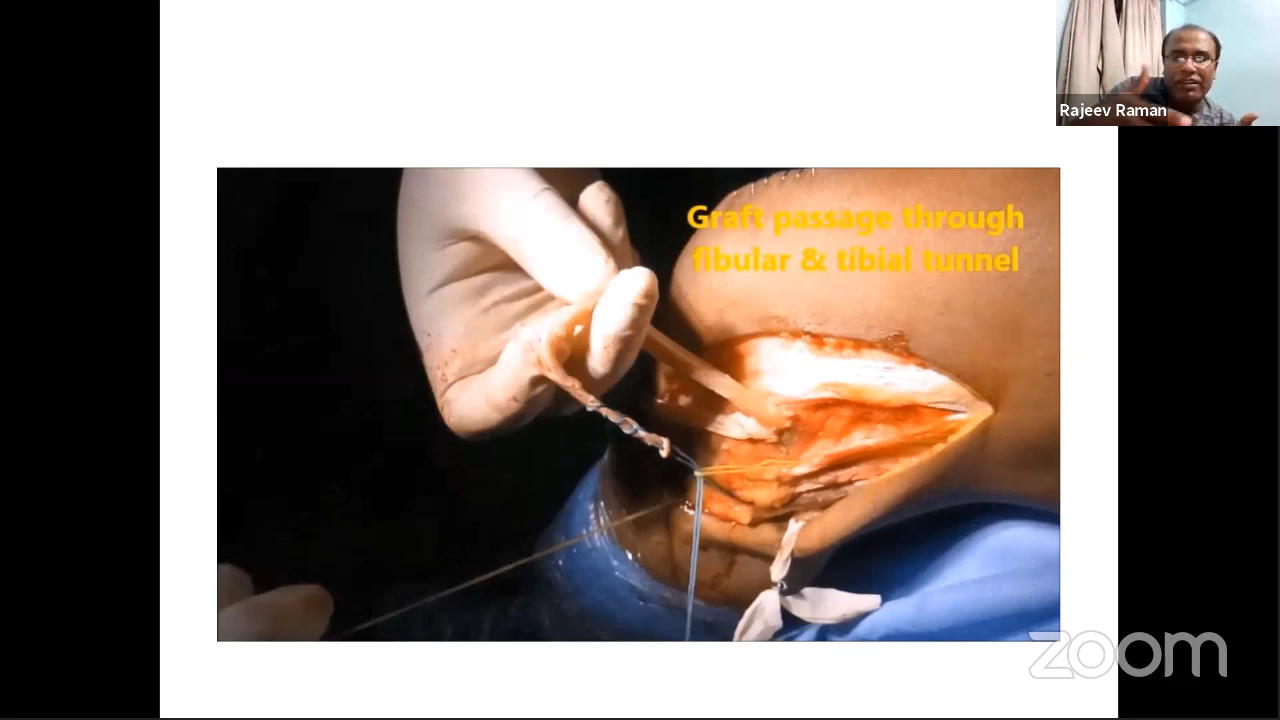 Rajeev Raman
Graft passage through
fibular & tibial tunnel
zoom